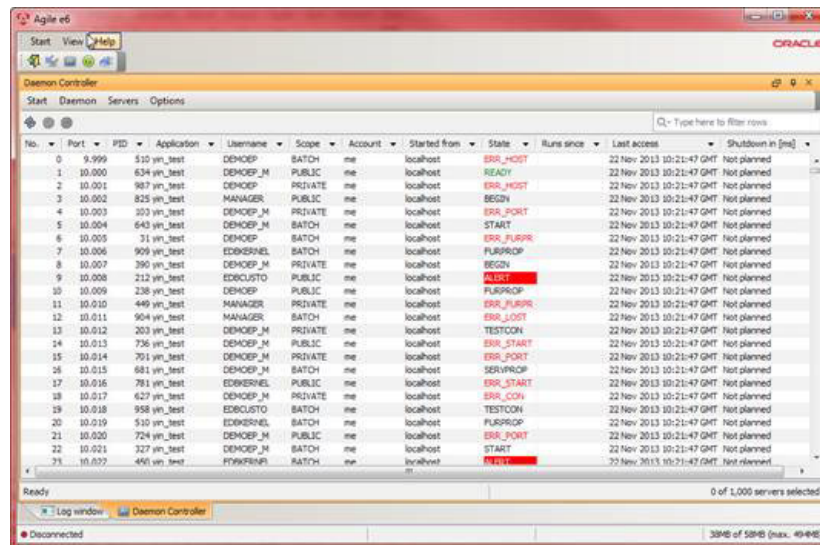 Agile e6
Start View Help
ORACLE
Daemon Controller
Start Daemon Servers Options
Type here to filter rows
No. Port PID Application Username Scope Account Started from State Runs since Last access Shutdown in [ms]
0 9.999 510 yin_test DEMOEP BATCH me localhost ERR_HOST 22 Nov 2013 10:21:47 GMT Not planned
1 10.000 634 yin_test DEMOEP_M PUBLIC me localhost READY 22 Nov 2013 10:21:47 GMT Not planned
2 10.001 987 yin_test DEMOEP PRIVATE me localhost ERR_HOST 22 Nov 2013 10:21:47 GMT Not planned
3 10.002 825 yin_test MANAGER PUBLIC me localhost BEGIN 22 Nov 2013 10:21:47 GMT Not planned
4 10.003 103 yin_test DEMOEP_M PRIVATE me localhost ERR_PORT 22 Nov 2013 10:21:47 GMT Not planned
5 10.004 643 yin_test DEMOEP_M BATCH me localhost START 22 Nov 2013 10:21:47 GMT Not planned
6 10.005 31 yin_test DEMOEP BATCH me localhost ERR_FURPR 22 Nov 2013 10:21:47 GMT Not planned
7 10.006 909 yin_test EDBKERNEL BATCH me localhost FURPROP 22 Nov 2013 10:21:47 GMT Not planned
8 10.007 390 yin_test DEMOEP_M PRIVATE me localhost BEGIN 22 Nov 2013 10:21:47 GMT Not planned
9 10.008 212 yin_test EDBCUSTO PUBLIC me localhost ALERT 22 Nov 2013 10:21:47 GMT Not planned
10 10.009 238 yin_test DEMOEP PUBLIC me localhost FURPROP 22 Nov 2013 10:21:47 GMT Not planned
11 10.010 449 yin_test MANAGER PRIVATE me localhost ERR_FURPR 22 Nov 2013 10:21:47 GMT Not planned
12 10.011 904 yin_test MANAGER BATCH me localhost ERR_LOST 22 Nov 2013 10:21:47 GMT Not planned
13 10.012 203 yin_test DEMOEP_M PRIVATE me localhost TESTCON 22 Nov 2013 10:21:47 GMT Not planned
14 10.013 736 yin_test DEMOEP_M PUBLIC me localhost ERR_START 22 Nov 2013 10:21:47 GMT Not planned
15 10.014 701 yin_test DEMOEP_M PRIVATE me localhost ERR_PORT 22 Nov 2013 10:21:47 GMT Not planned
16 10.015 681 yin_test DEMOEP_M BATCH me localhost SERVPROP 22 Nov 2013 10:21:47 GMT Not planned
17 10.016 781 yin_test EDBKERNEL PUBLIC me localhost ERR_START 22 Nov 2013 10:21:47 GMT Not planned
18 10.017 627 yin_test DEMOEP_M PRIVATE me localhost ERR_CON 22 Nov 2013 10:21:47 GMT Not planned
19 10.018 958 yin_test EDBCUSTO BATCH me localhost TESTCON 22 Nov 2013 10:21:47 GMT Not planned
20 10.019 510 yin_test EDBKERNEL BATCH me localhost FURPROP 22 Nov 2013 10:21:47 GMT Not planned
21 10.020 724 yin_test DEMOEP_M PUBLIC me localhost ERR_PORT 22 Nov 2013 10:21:47 GMT Not planned
22 10.021 327 yin_test DEMOEP_M BATCH me localhost START 22 Nov 2013 10:21:47 GMT Not planned
23 10.022 450 yin_test EDBKERNEL BATCH me localhost ALERT 22 Nov 2013 10:21:47 GMT Not planned
Ready 0 of 1,000 servers selected
Log window Daemon Controller
Disconnected 38MB of 58MB (max. 494MB)